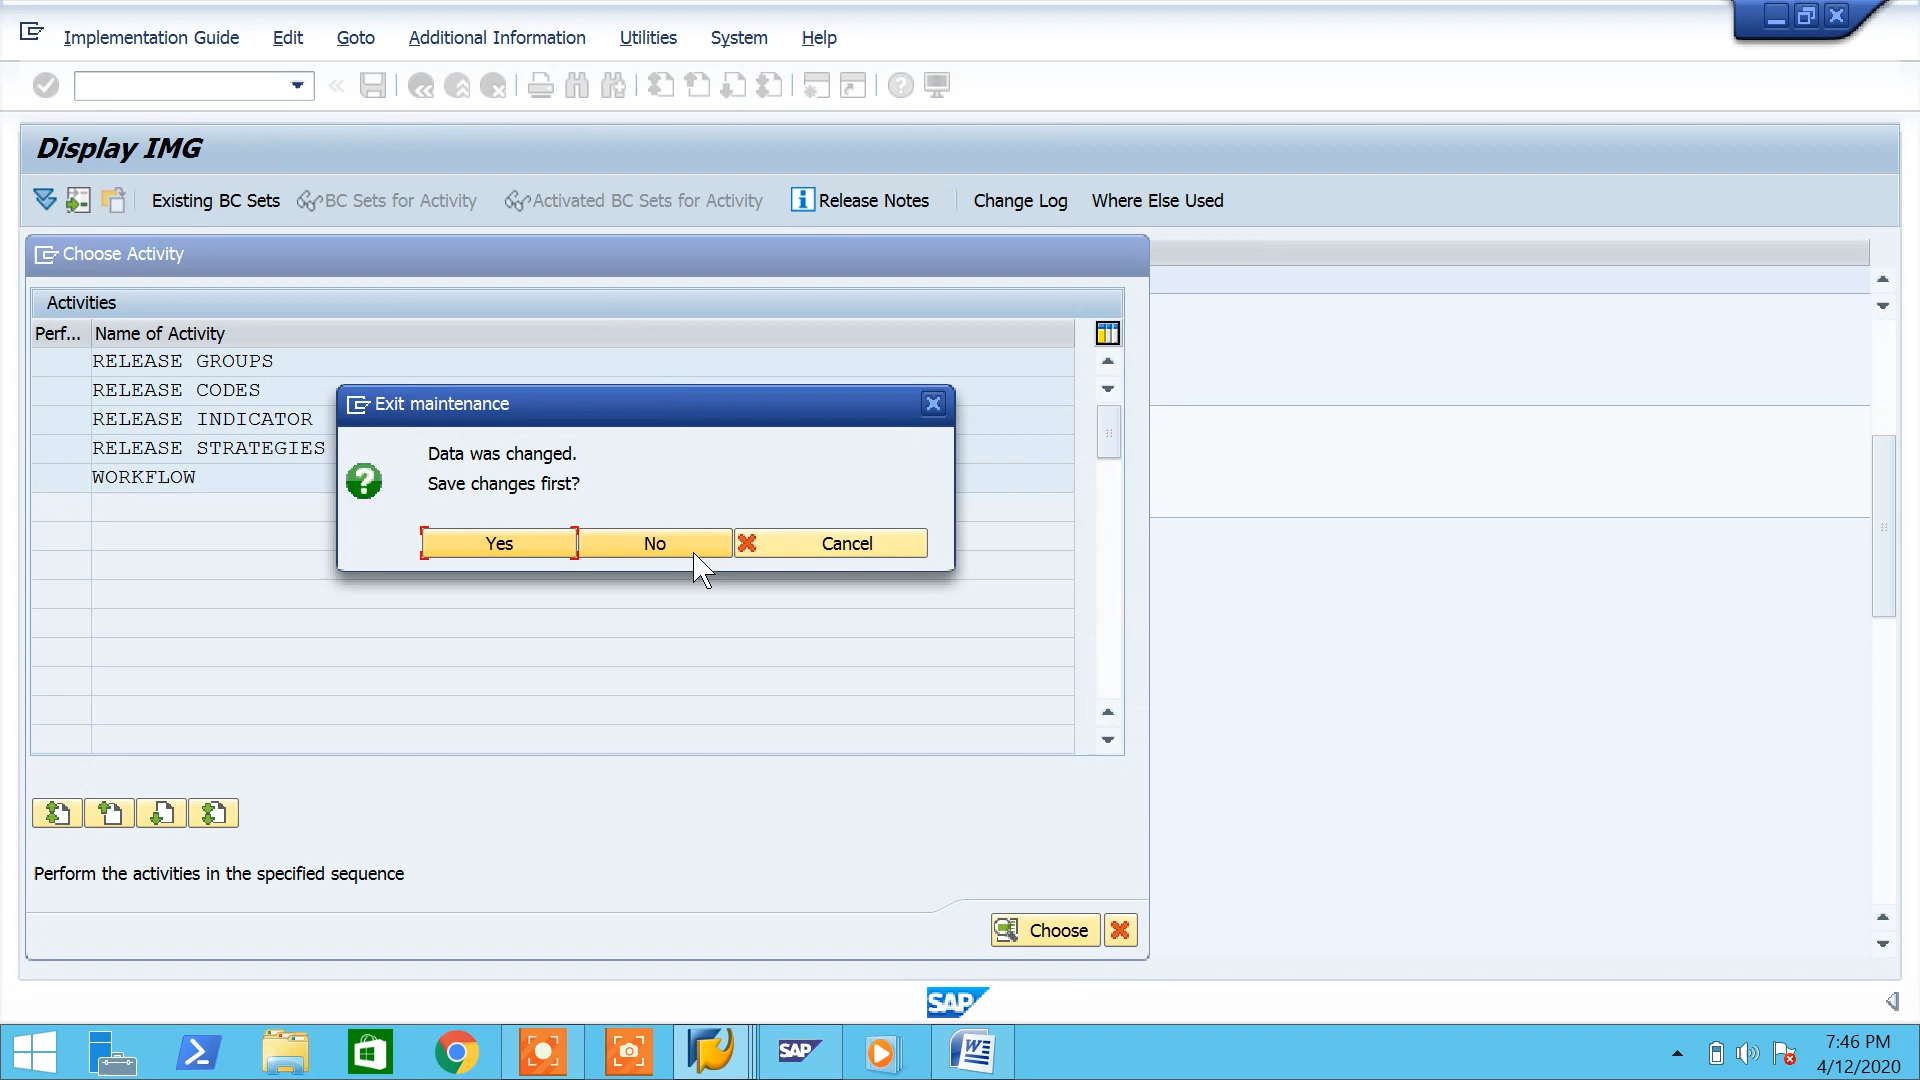 Implementation Guide Edit Goto Additional Information Utilities System Help
Display IMG
Existing BC Sets BC Sets for Activity Activated BC Sets for Activity Release Notes Change Log Where Else Used
Choose Activity
Activities
Perf... Name of Activity
RELEASE GROUPS
RELEASE CODES
RELEASE INDICATOR
RELEASE STRATEGIES
WORKFLOW
Exit maintenance
Data was changed.
Save changes first?
Yes No Cancel
Perform the activities in the specified sequence
Choose
SAP
SAP
7:46 PM
4/12/2020